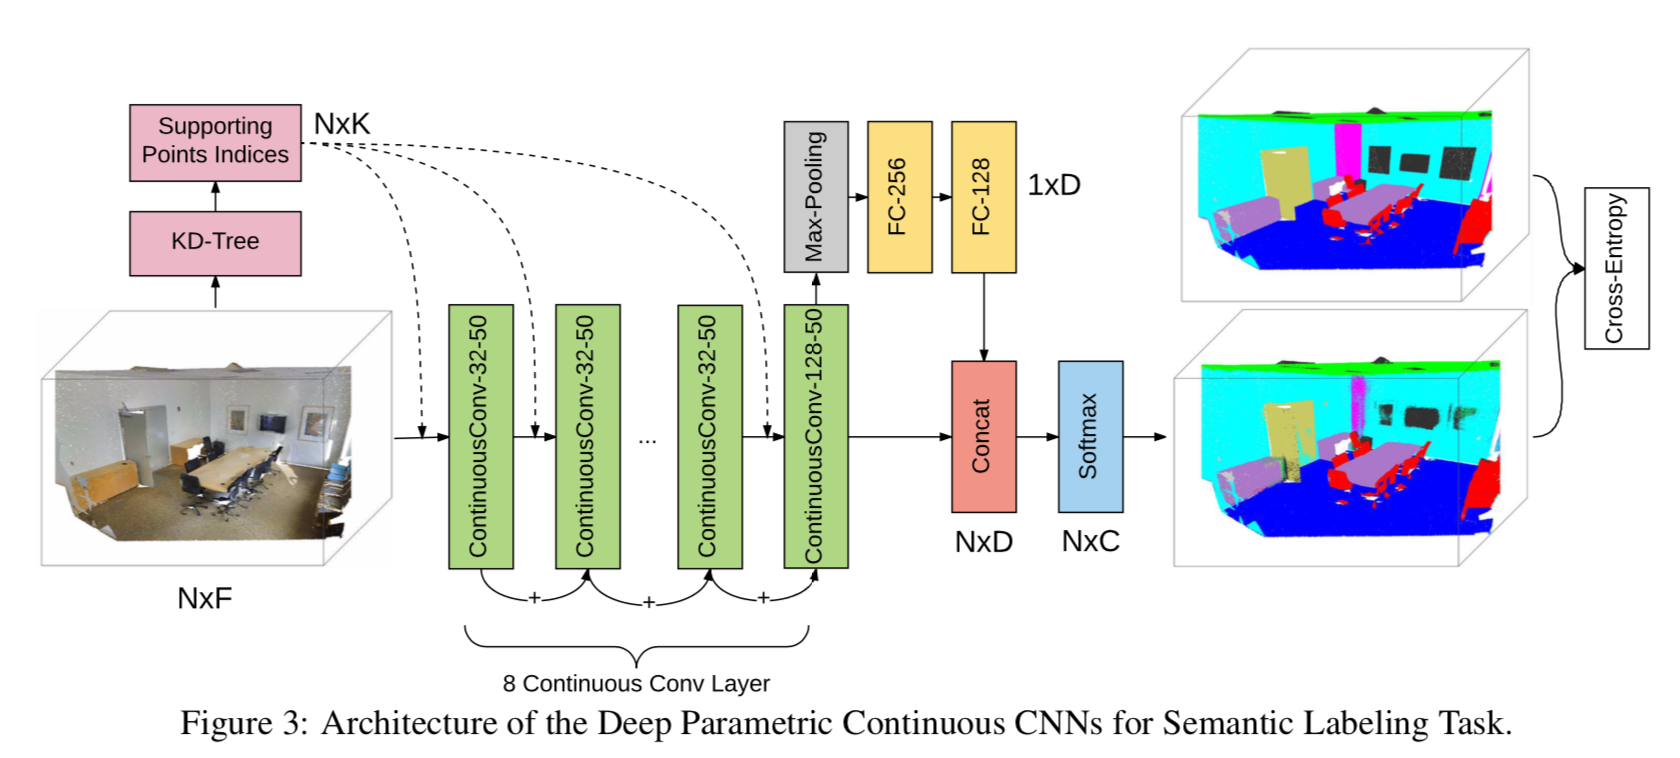 Supporting
Points Indices
NxK
KD-Tree
NxF
ContinuousConv-32-50
ContinuousConv-32-50
...
ContinuousConv-32-50
ContinuousConv-128-50
+
+
+
8 Continuous Conv Layer
Max-Pooling
FC-256
FC-128
1xD
Concat
NxD
Softmax
NxC
Cross-Entropy
Figure 3: Architecture of the Deep Parametric Continuous CNNs for Semantic Labeling Task.